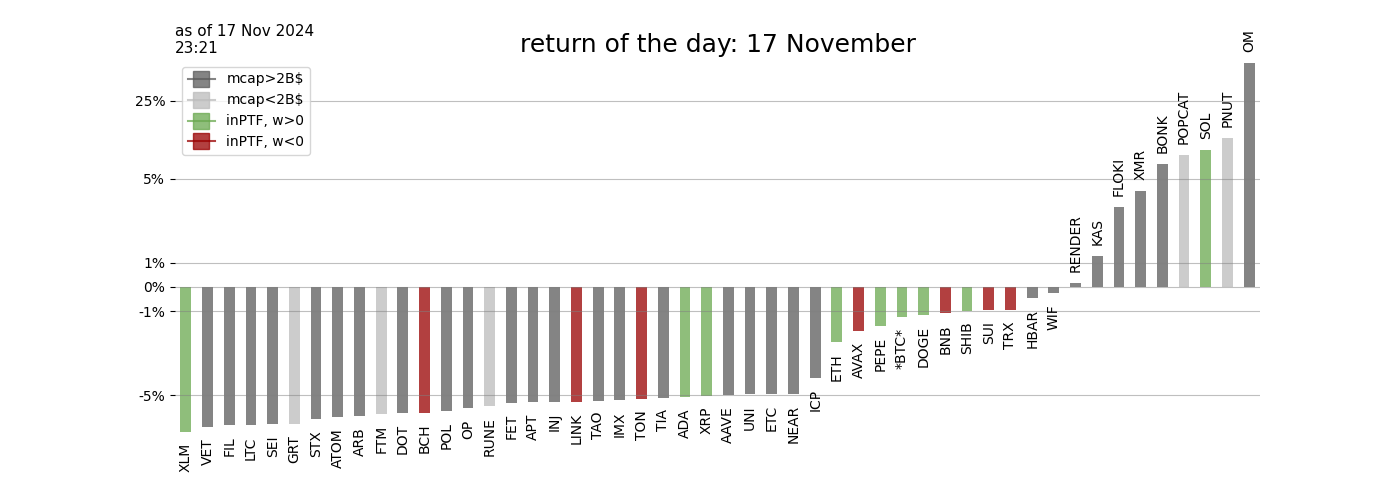 as of 17 Nov 2024
23:21
return of the day: 17 November
mcap>2B$
mcap<2B$
inPTF, w>0
inPTF, w<0
25%
5%
1%
0%
-1%
-5%
XLM
VET
FIL
LTC
SEI
GRT
STX
ATOM
ARB
FTM
DOT
BCH
POL
OP
RUNE
FET
APT
INJ
LINK
TAO
IMX
TON
TIA
ADA
XRP
AAVE
UNI
ETC
NEAR
ICP
ETH
AVAX
PEPE
*BTC*
DOGE
BNB
SHIB
SUI
TRX
HBAR
WIF
RENDER
KAS
FLOKI
XMR
BONK
POPCAT
SOL
PNUT
OM